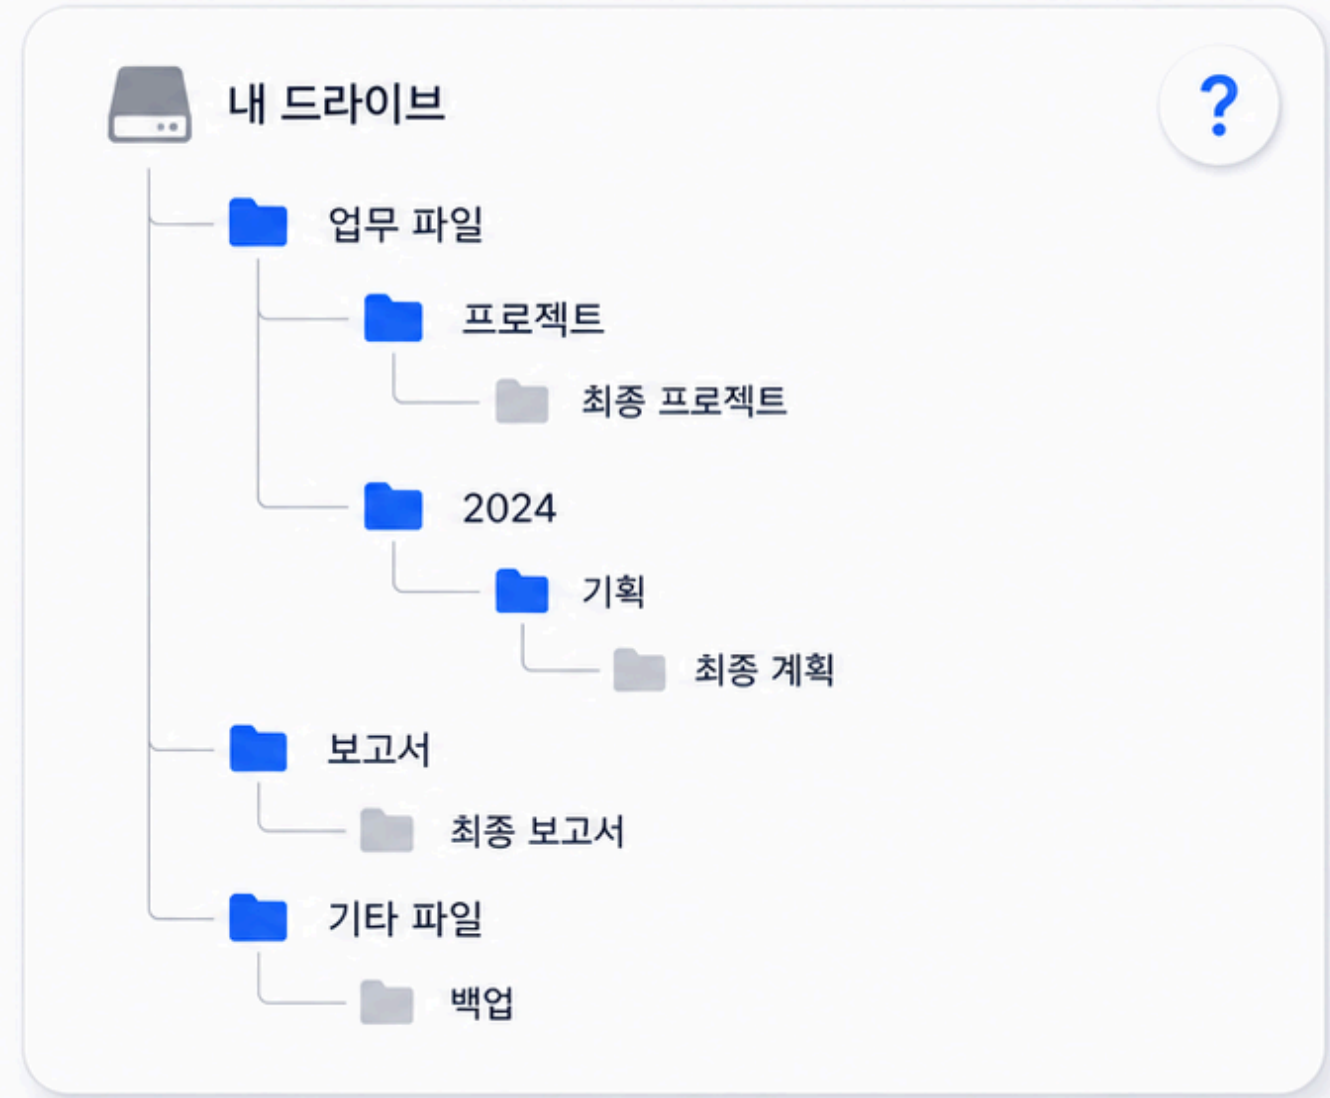 내 드라이브
?
업무 파일
프로젝트
최종 프로젝트
2024
기획
최종 계획
보고서
최종 보고서
기타 파일
백업